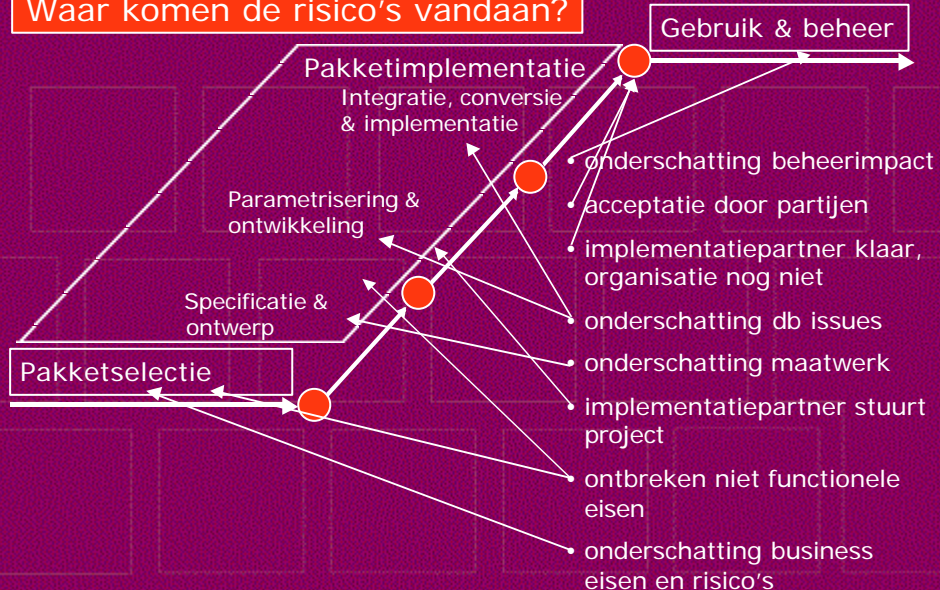 Waar komen de risico's vandaan?
Gebruik & beheer
Pakketimplementatie
Integratie, conversie
& implementatie
Parametrisering &
ontwikkeling
Specificatie &
ontwerp
Pakketselectie
• onderschatting beheerimpact
• acceptatie door partijen
• implementatiepartner klaar,
organisatie nog niet
• onderschatting db issues
• onderschatting maatwerk
• implementatiepartner stuurt
project
• ontbreken niet functionele
eisen
• onderschatting business
eisen en risico's